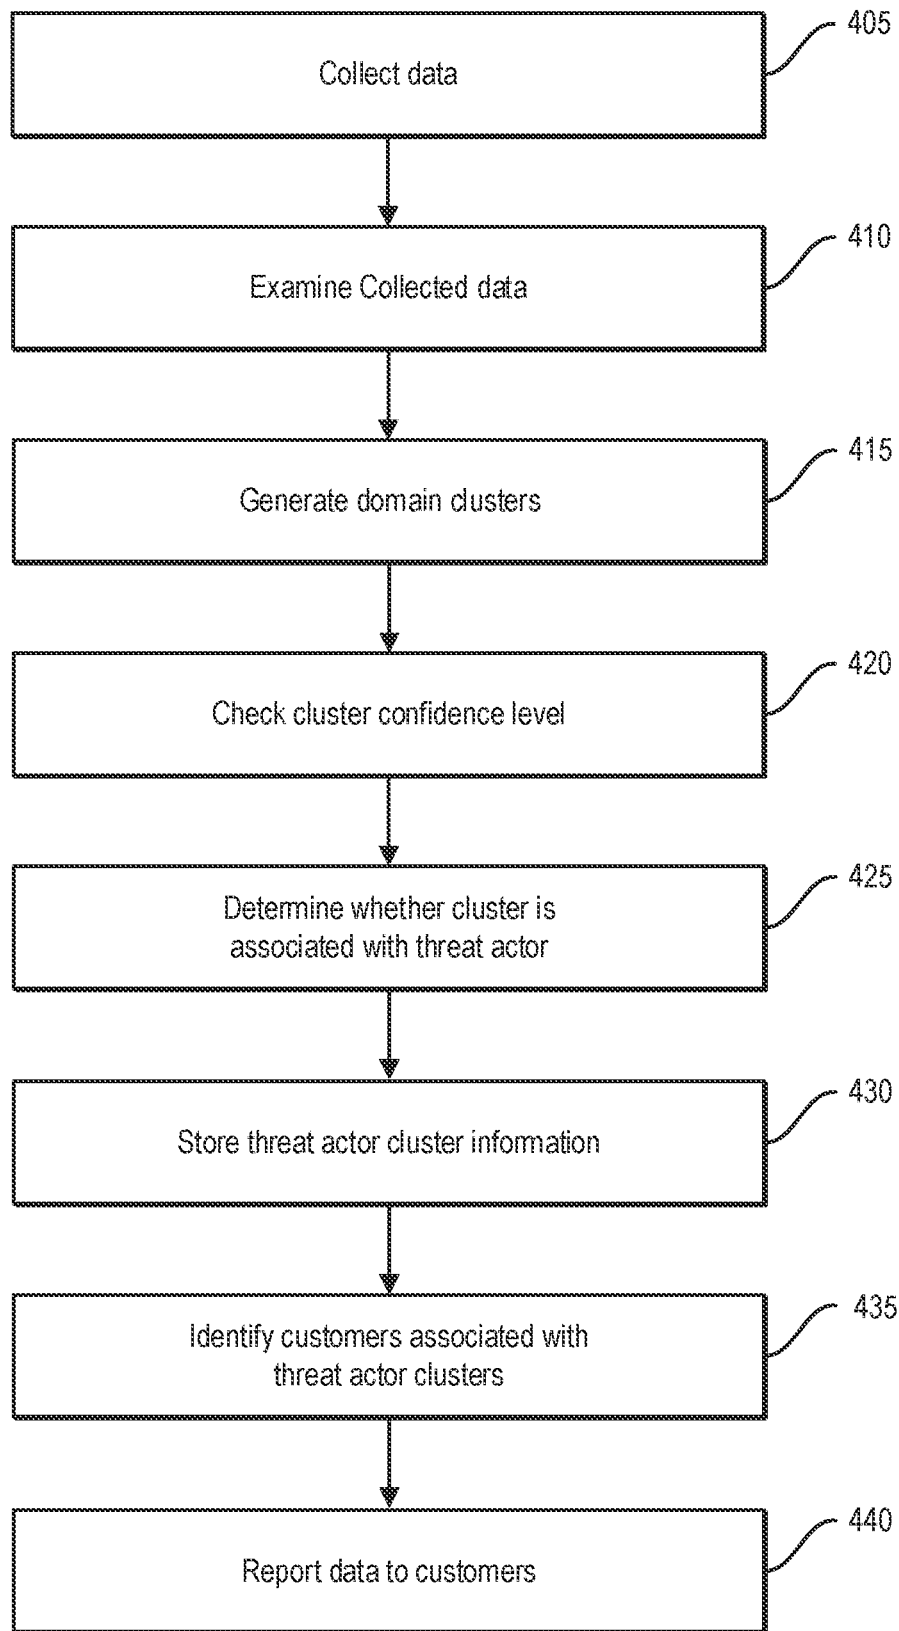 405
Collect data
410
Examine Collected data
415
Generate domain clusters
420
Check cluster confidence level
425
Determine whether cluster is
associated with threat actor
430
Store threat actor cluster information
435
Identify customers associated with
threat actor clusters
440
Report data to customers